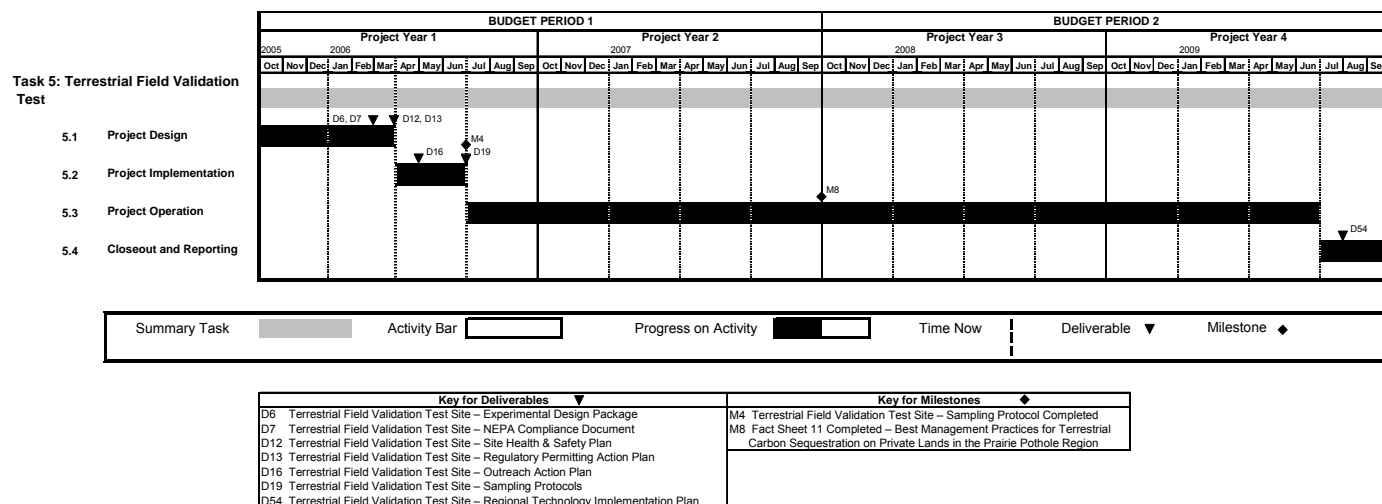 BUDGET PERIOD 1 BUDGET PERIOD 2
Project Year 1 Project Year 2 Project Year 3 Project Year 4
2005 2006 2007 2008 2009
Oct Nov Dec Jan Feb Mar Apr May Jun Jul Aug Sep Oct Nov Dec Jan Feb Mar Apr May Jun Jul Aug Sep Oct Nov Dec Jan Feb Mar Apr May Jun Jul Aug Sep Oct Nov Dec Jan Feb Mar Apr May Jun Jul Aug Se
Task 5: Terrestrial Field Validation
Test
D6, D7 D12, D13
5.1 Project Design
M4
D16 D19
5.2 Project Implementation
M8
5.3 Project Operation
D54
5.4 Closeout and Reporting
Summary Task Activity Bar Progress on Activity Time Now Deliverable Milestone
Key for Deliverables
D6 Terrestrial Field Validation Test Site – Experimental Design Package
D7 Terrestrial Field Validation Test Site – NEPA Compliance Document
D12 Terrestrial Field Validation Test Site – Site Health & Safety Plan
D13 Terrestrial Field Validation Test Site – Regulatory Permitting Action Plan
D16 Terrestrial Field Validation Test Site – Outreach Action Plan
D19 Terrestrial Field Validation Test Site – Sampling Protocols
D54 Terrestrial Field Validation Test Site – Regional Technology Implementation Plan
Key for Milestones
M4 Terrestrial Field Validation Test Site – Sampling Protocol Completed
M8 Fact Sheet 11 Completed – Best Management Practices for Terrestrial
Carbon Sequestration on Private Lands in the Prairie Pothole Region